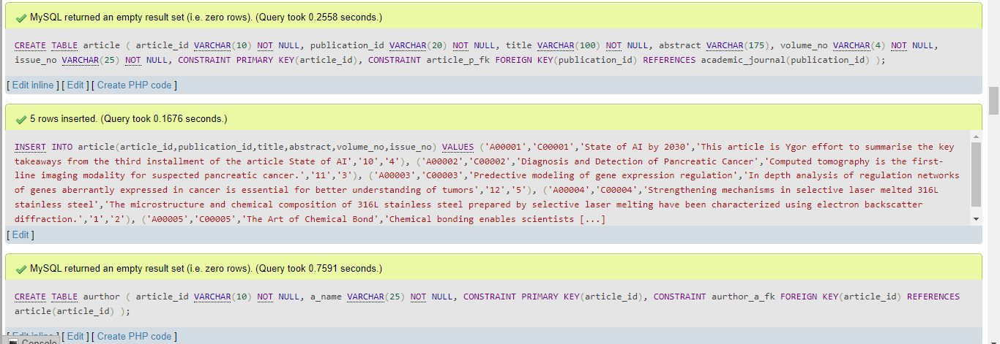 MySQL returned an empty result set (i.e. zero rows). (Query took 0.2558 seconds.)
CREATE TABLE article ( article_id VARCHAR(10) NOT NULL, publication_id VARCHAR(20) NOT NULL, title VARCHAR(100) NOT NULL, abstract VARCHAR(175), volume_no VARCHAR(4) NOT NULL,
issue_no VARCHAR(25) NOT NULL, CONSTRAINT PRIMARY KEY(article_id), CONSTRAINT article_p_fk FOREIGN KEY(publication_id) REFERENCES academic_journal(publication_id) );
[ Edit inline ] [ Edit ] [ Create PHP code ]
5 rows inserted. (Query took 0.1676 seconds.)
INSERT INTO article(article_id,publication_id,title,abstract,volume_no,issue_no) VALUES ('A00001','C00001','State of AI by 2030','This article is Ygor effort to summarise the key
takeaways from the third installment of the article State of AI','10','4'), ('A00002','C00002','Diagnosis and Detection of Pancreatic Cancer','Computed tomography is the first-
line imaging modality for suspected pancreatic cancer.','11','3'), ('A00003','C00003','Predective modeling of gene expression regulation','In depth analysis of regulation networks
of genes aberrantly expressed in cancer is essential for better understanding of tumors','12','5'), ('A00004','C00004','Strengthening mechanisms in selective laser melted 316L
stainless steel','The microstructure and chemical composition of 316L stainless steel prepared by selective laser melting have been characterized using electron backscatter
diffraction.','1','2'), ('A00005','C00005','The Art of Chemical Bond','Chemical bonding enables scientists [...]
[ Edit ]
MySQL returned an empty result set (i.e. zero rows). (Query took 0.7591 seconds.)
CREATE TABLE aurthor ( article_id VARCHAR(10) NOT NULL, a_name VARCHAR(25) NOT NULL, CONSTRAINT PRIMARY KEY(article_id), CONSTRAINT aurthor_a_fk FOREIGN KEY(article_id) REFERENCES
article(article_id) );
[ Edit inline ] [ Edit ] [ Create PHP code ]
Console